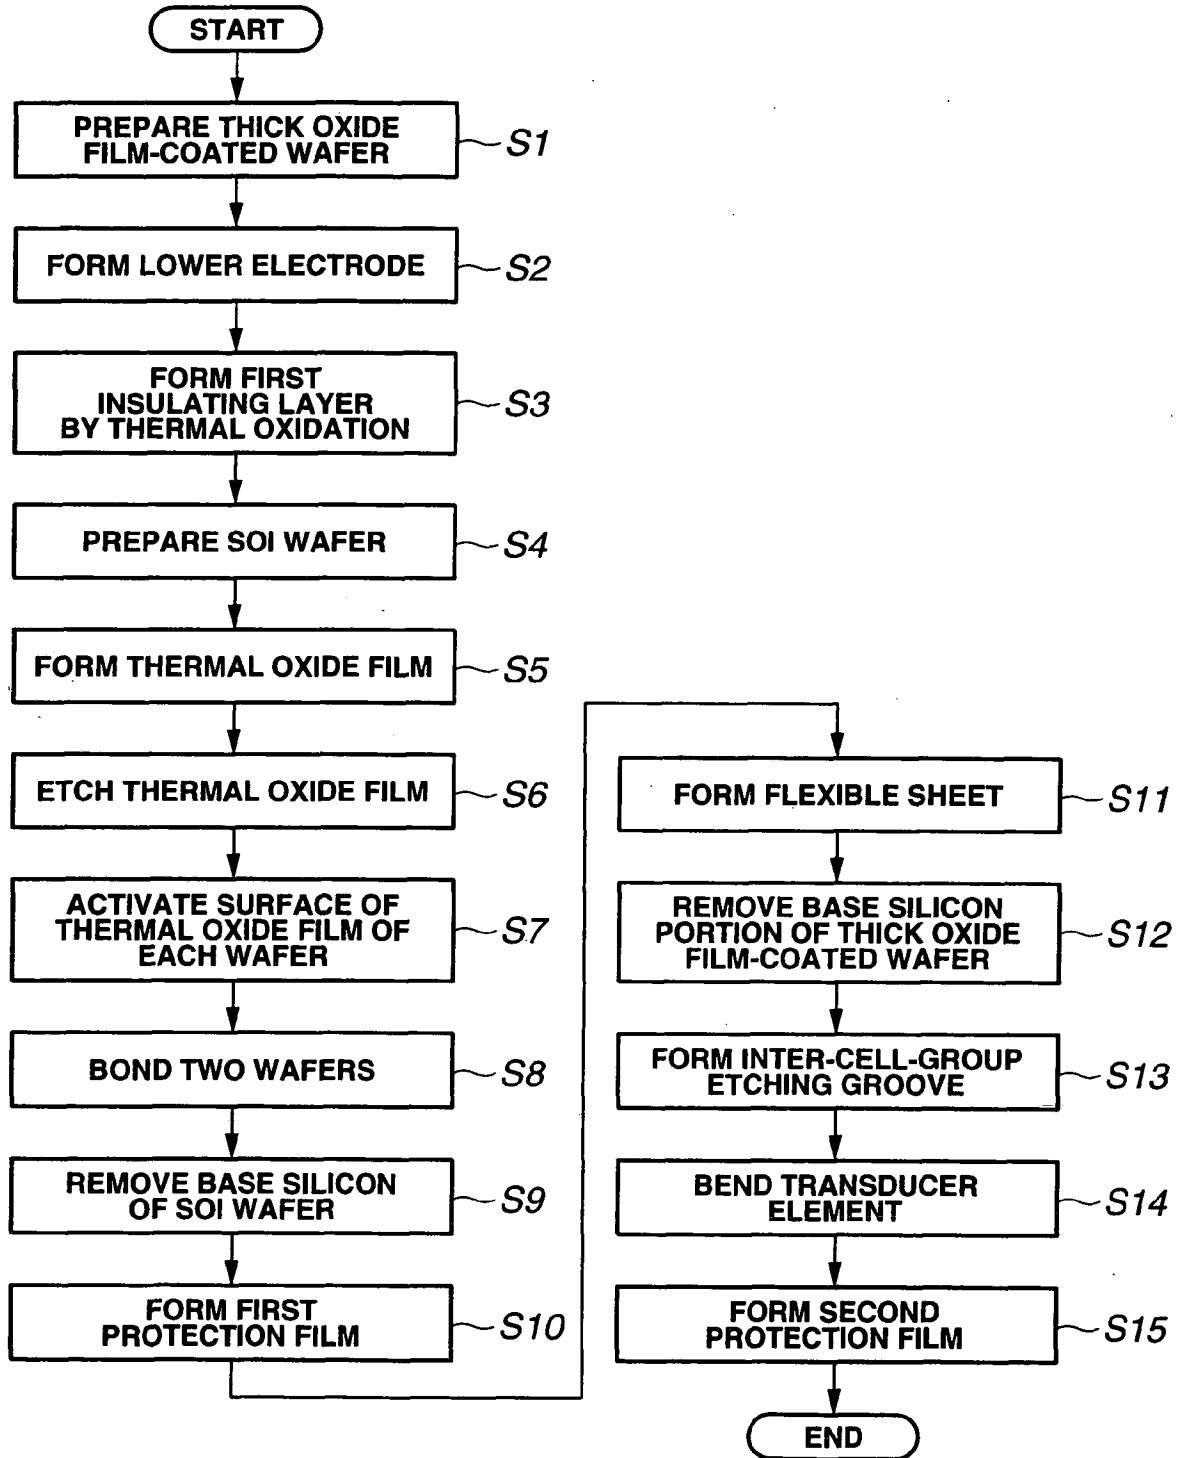 START
PREPARE THICK OXIDE
FILM-COATED WAFER
S1
FORM LOWER ELECTRODE
S2
FORM FIRST
INSULATING LAYER
BY THERMAL OXIDATION
S3
PREPARE SOI WAFER
S4
FORM THERMAL OXIDE FILM
S5
ETCH THERMAL OXIDE FILM
S6
ACTIVATE SURFACE OF
THERMAL OXIDE FILM OF
EACH WAFER
S7
BOND TWO WAFERS
S8
REMOVE BASE SILICON
OF SOI WAFER
S9
FORM FIRST
PROTECTION FILM
S10
FORM FLEXIBLE SHEET
S11
REMOVE BASE SILICON
PORTION OF THICK OXIDE
FILM-COATED WAFER
S12
FORM INTER-CELL-GROUP
ETCHING GROOVE
S13
BEND TRANSDUCER
ELEMENT
S14
FORM SECOND
PROTECTION FILM
S15
END